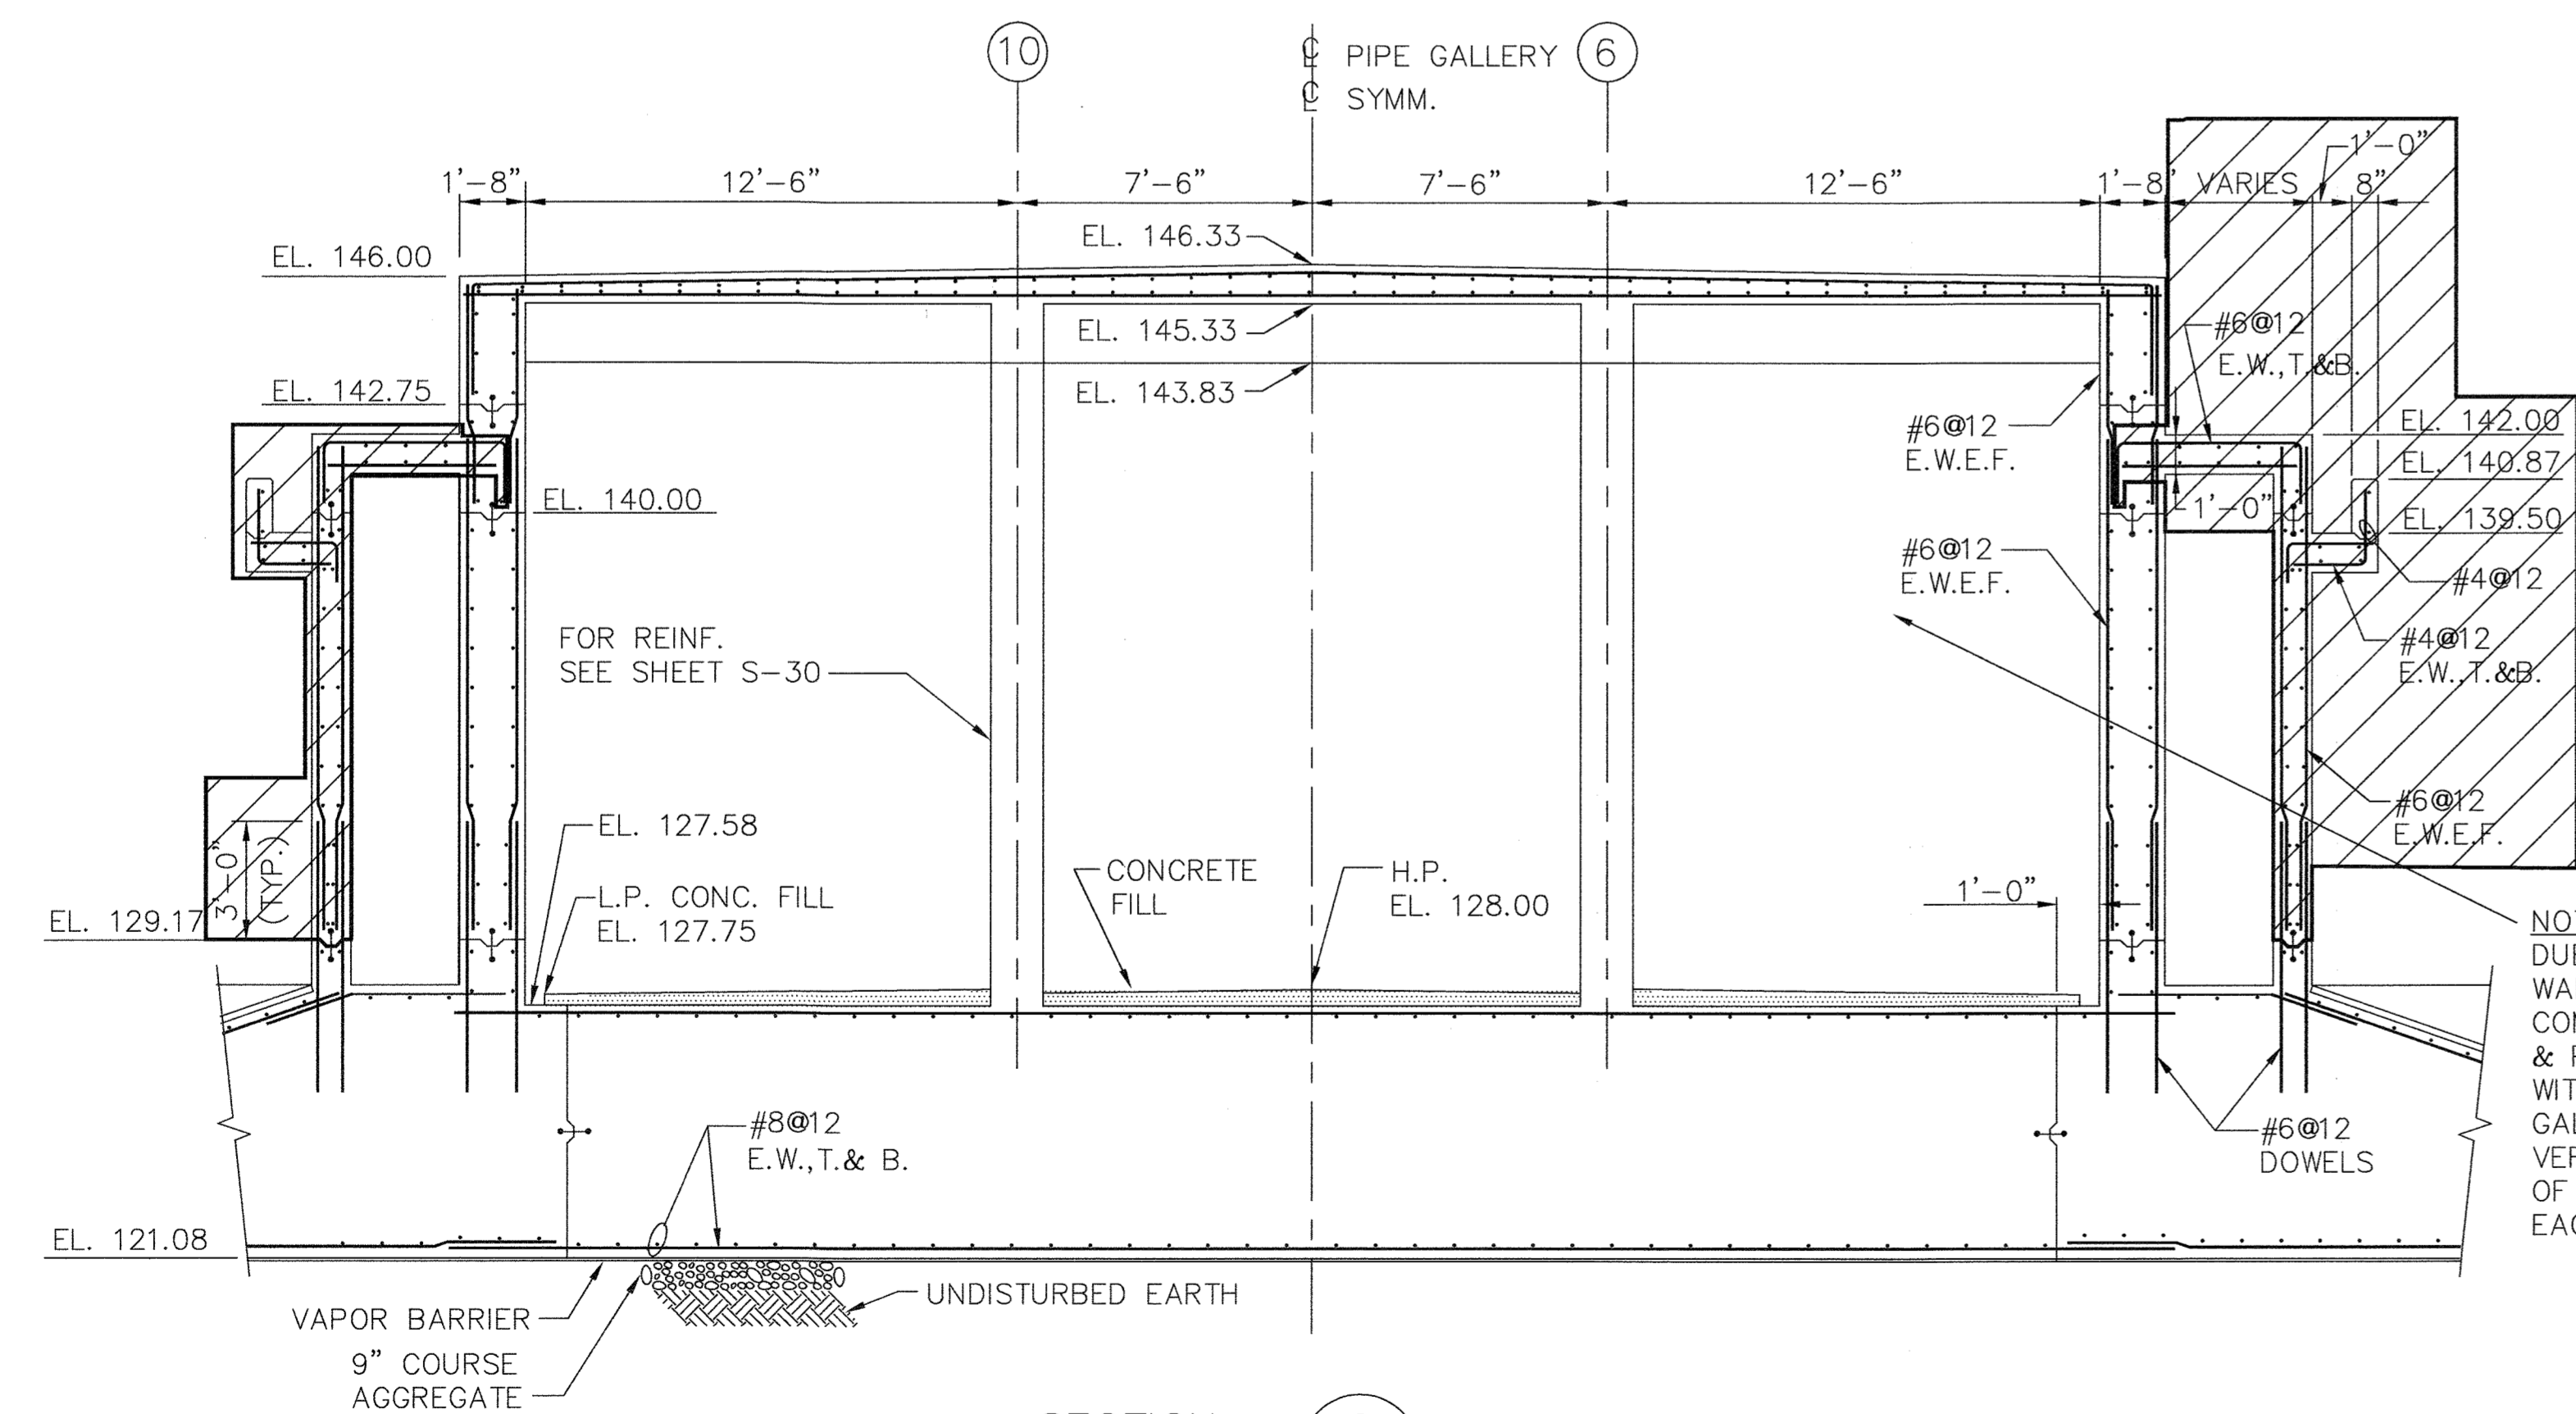 10
℄ PIPE GALLERY
6
℄ SYMM.
1'-0"
1'-8"
12'-6"
7'-6"
7'-6"
12'-6"
1'-8'
VARIES
8"
EL. 146.33
EL. 146.00
EL. 145.33
#6@12
E.W.,T.&B.
EL. 142.75
EL. 143.83
#6@12
E.W.E.F.
EL. 142.00
EL. 140.87
EL. 140.00
1'-0"
EL. 139.50
#6@12
E.W.E.F.
#4@12
FOR REINF.
SEE SHEET S-30
#4@12
E.W.,T.&B.
EL. 127.58
#6@12
E.W.E.F.
3'-0"
(TYP.)
L.P. CONC. FILL
EL. 127.75
CONCRETE
FILL
H.P.
EL. 128.00
1'-0"
EL. 129.17
#8@12
E.W.,T.& B.
#6@12
DOWELS
&
OF
EL. 121.08
UNDISTURBED EARTH
VAPOR BARRIER
9" COURSE
AGGREGATE